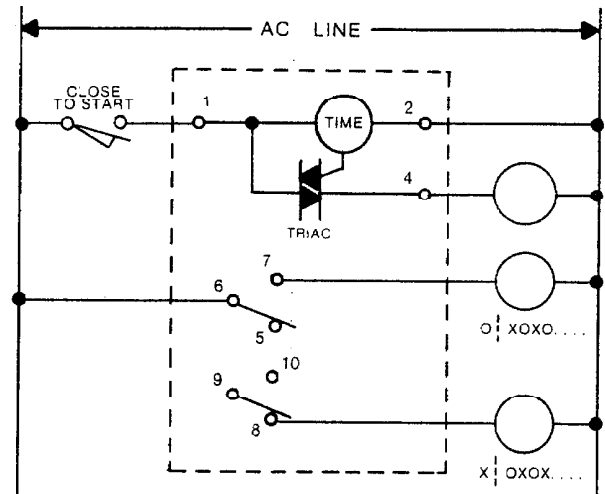 AC LINE
CLOSE
TO START
1
TIME
2
4
TRIAC
7
6
5
O¦XOXO....
10
9
8
X¦OXOX....